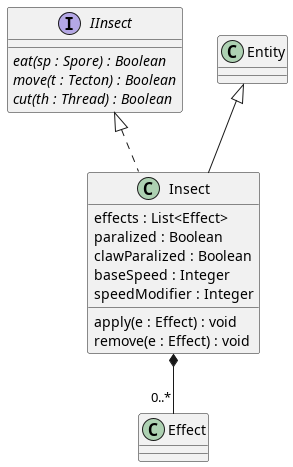 I IInsect
eat(sp : Spore) : Boolean
move(t : Tecton) : Boolean
cut(th : Thread) : Boolean
C Entity
C Insect
effects : List<Effect>
paralized : Boolean
clawParalized : Boolean
baseSpeed : Integer
speedModifier : Integer
apply(e : Effect) : void
remove(e : Effect) : void
0..*
C Effect